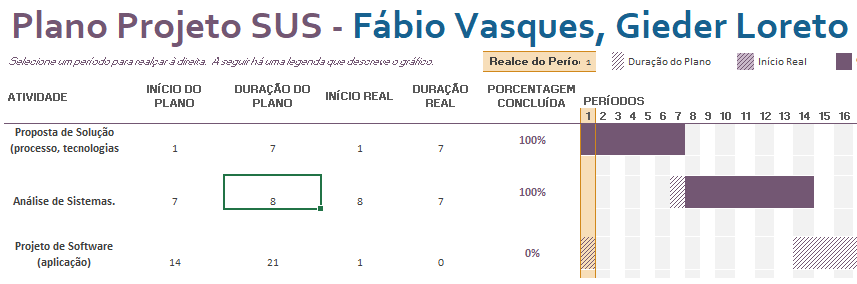 Plano Projeto SUS - Fábio Vasques, Gieder Loreto
Selecione um período para realçar à direita. A seguir há uma legenda que descreve o gráfico.
Realce do Perío: 1
Duração do Plano
Início Real
ATIVIDADE
INÍCIO DO PLANO
DURAÇÃO DO PLANO
INÍCIO REAL
DURAÇÃO REAL
PORCENTAGEM CONCLUÍDA
PERÍODOS
1 2 3 4 5 6 7 8 9 10 11 12 13 14 15 16
Proposta de Solução
(processo, tecnologias
1 7 1 7 100%
Análise de Sistemas.
7 8 8 7 100%
Projeto de Software
(aplicação)
14 21 1 0 0%